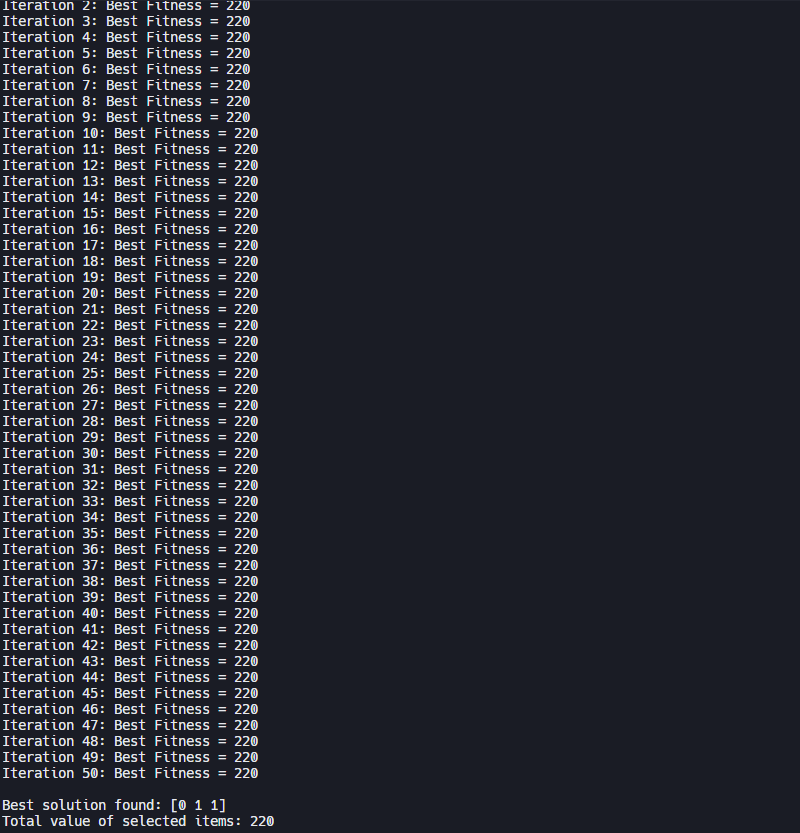 Iteration 2: Best Fitness = 220
Iteration 3: Best Fitness = 220
Iteration 4: Best Fitness = 220
Iteration 5: Best Fitness = 220
Iteration 6: Best Fitness = 220
Iteration 7: Best Fitness = 220
Iteration 8: Best Fitness = 220
Iteration 9: Best Fitness = 220
Iteration 10: Best Fitness = 220
Iteration 11: Best Fitness = 220
Iteration 12: Best Fitness = 220
Iteration 13: Best Fitness = 220
Iteration 14: Best Fitness = 220
Iteration 15: Best Fitness = 220
Iteration 16: Best Fitness = 220
Iteration 17: Best Fitness = 220
Iteration 18: Best Fitness = 220
Iteration 19: Best Fitness = 220
Iteration 20: Best Fitness = 220
Iteration 21: Best Fitness = 220
Iteration 22: Best Fitness = 220
Iteration 23: Best Fitness = 220
Iteration 24: Best Fitness = 220
Iteration 25: Best Fitness = 220
Iteration 26: Best Fitness = 220
Iteration 27: Best Fitness = 220
Iteration 28: Best Fitness = 220
Iteration 29: Best Fitness = 220
Iteration 30: Best Fitness = 220
Iteration 31: Best Fitness = 220
Iteration 32: Best Fitness = 220
Iteration 33: Best Fitness = 220
Iteration 34: Best Fitness = 220
Iteration 35: Best Fitness = 220
Iteration 36: Best Fitness = 220
Iteration 37: Best Fitness = 220
Iteration 38: Best Fitness = 220
Iteration 39: Best Fitness = 220
Iteration 40: Best Fitness = 220
Iteration 41: Best Fitness = 220
Iteration 42: Best Fitness = 220
Iteration 43: Best Fitness = 220
Iteration 44: Best Fitness = 220
Iteration 45: Best Fitness = 220
Iteration 46: Best Fitness = 220
Iteration 47: Best Fitness = 220
Iteration 48: Best Fitness = 220
Iteration 49: Best Fitness = 220
Iteration 50: Best Fitness = 220
Best solution found: [0 1 1]
Total value of selected items: 220